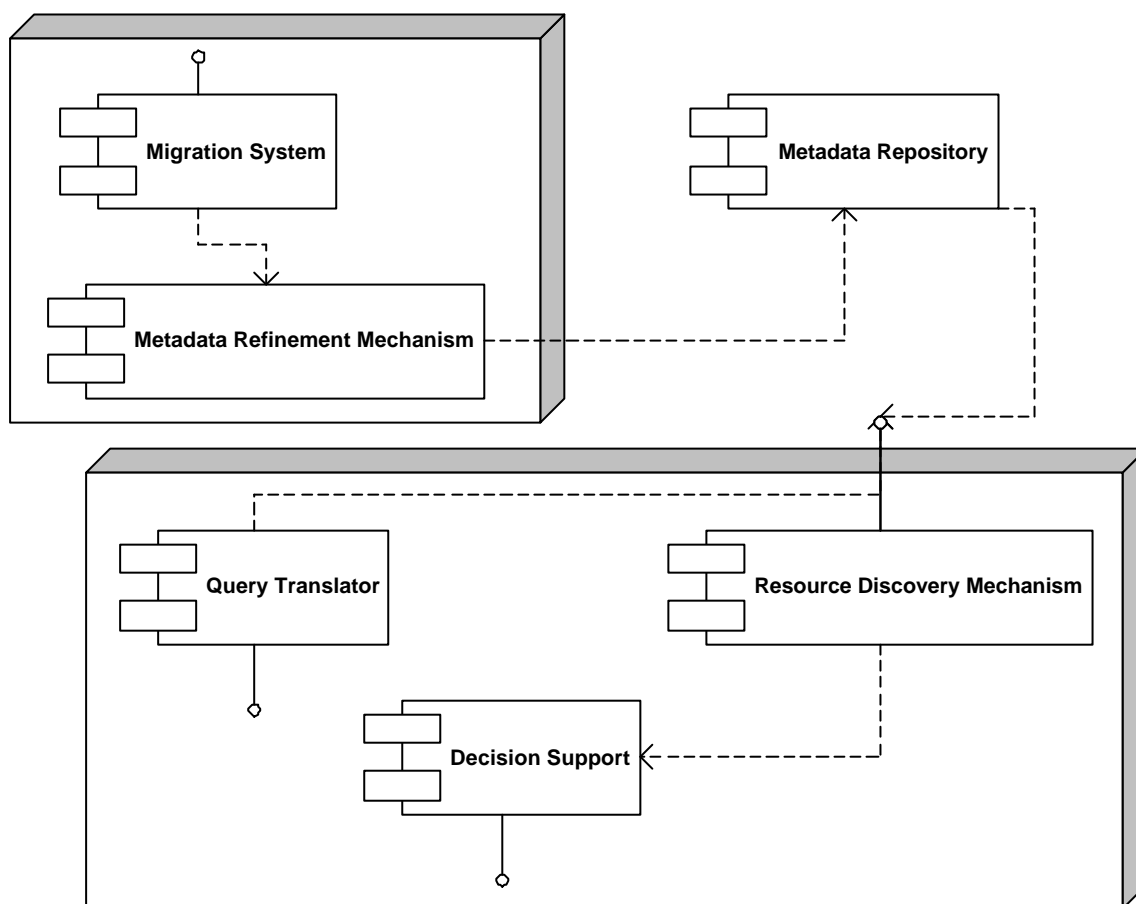 Migration System
Metadata Repository
Metadata Refinement Mechanism
Query Translator
Resource Discovery Mechanism
Decision Support